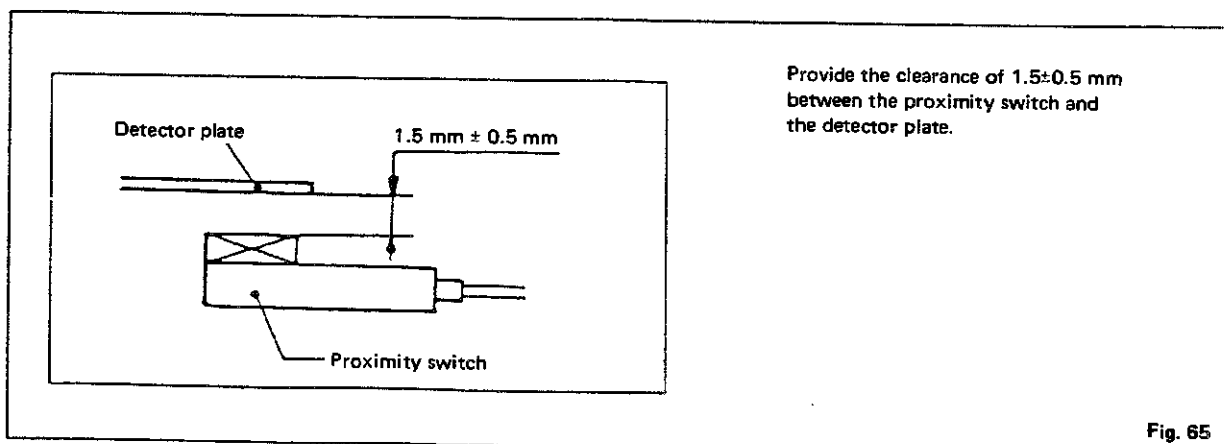 Provide the clearance of 1.5±0.5 mm
between the proximity switch and
the detector plate.
Detector plate
1.5 mm ± 0.5 mm
Proximity switch
Fig. 65